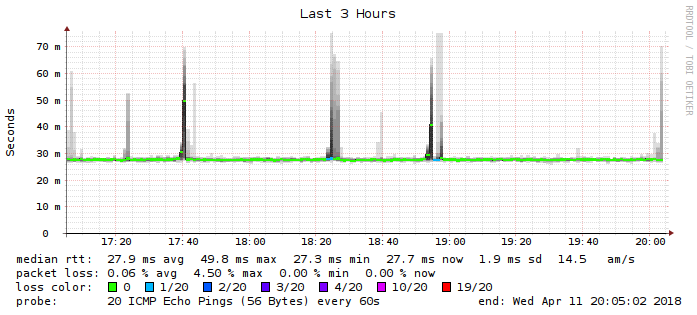 Last 3 Hours
RRDTOOL / TOBI OETIKER
Seconds
70 m
60 m
50 m
40 m
30 m
20 m
10 m
0
17:20 17:40 18:00 18:20 18:40 19:00 19:20 19:40 20:00
median rtt: 27.9 ms avg 49.8 ms max 27.3 ms min 27.7 ms now 1.9 ms sd 14.5 am/s
packet loss: 0.06 % avg 4.50 % max 0.00 % min 0.00 % now
loss color: 0 1/20 2/20 3/20 4/20 10/20 19/20
probe: 20 ICMP Echo Pings (56 Bytes) every 60s end: Wed Apr 11 20:05:02 2018